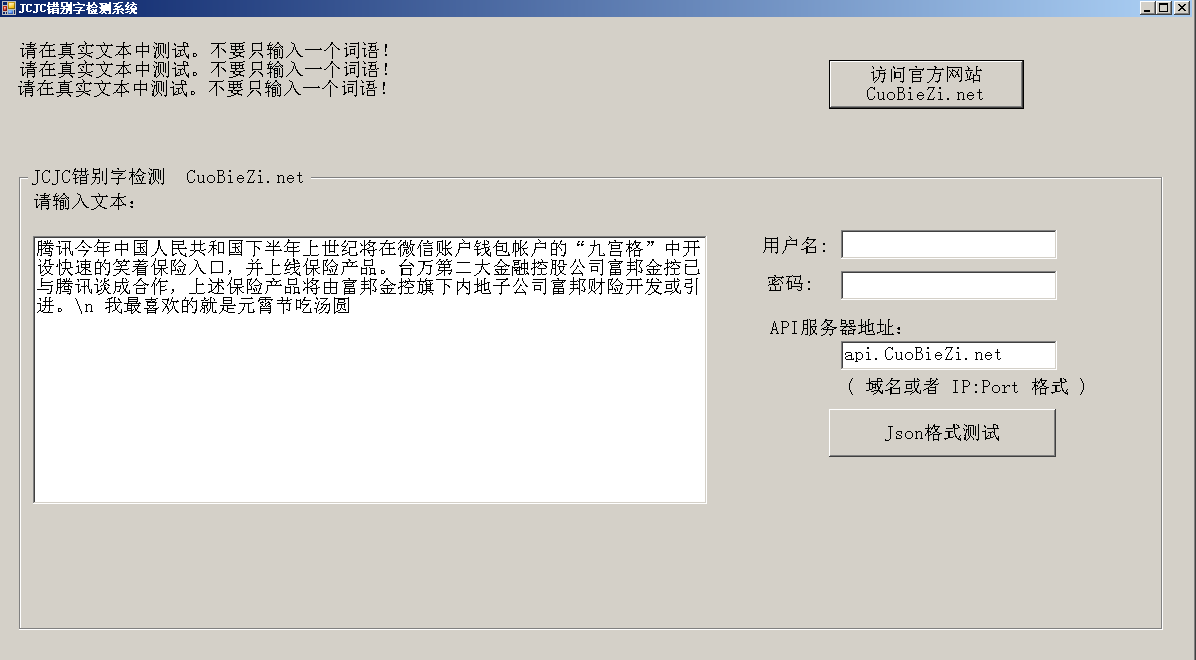 JCJC错别字检测系统
请在真实文本中测试。不要只输入一个词语！
请在真实文本中测试。不要只输入一个词语！
请在真实文本中测试。不要只输入一个词语！
访问官方网站
CuoBieZi.net
JCJC错别字检测 CuoBieZi.net
请输入文本：
腾讯今年中国人民共和国下半年上世纪将在微信账户钱包帐户的“九宫格”中开
设快速的笑着保险入口，并上线保险产品。台万第二大金融控股公司富邦金控已
与腾讯谈成合作，上述保险产品将由富邦金控旗下内地子公司富邦财险开发或引
进。\n 我最喜欢的就是元霄节吃汤圆
用户名：
密码：
API服务器地址：
api.CuoBieZi.net
( 域名或者 IP:Port 格式 )
Json格式测试